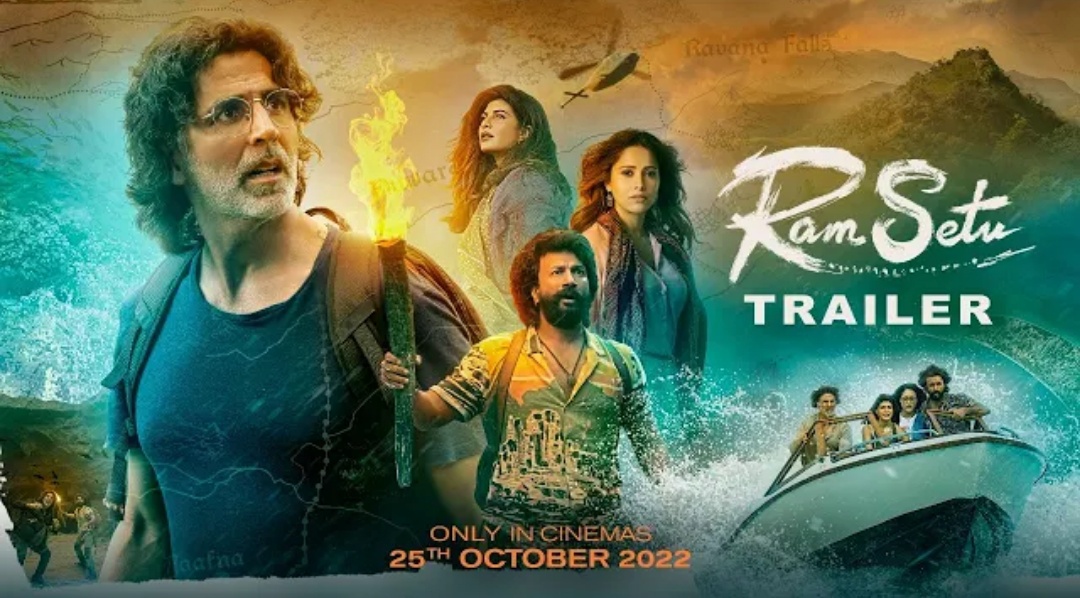 Ravana Falls
Ram Setu
TRAILER
ONLY IN CINEMAS
25TH OCTOBER 2022